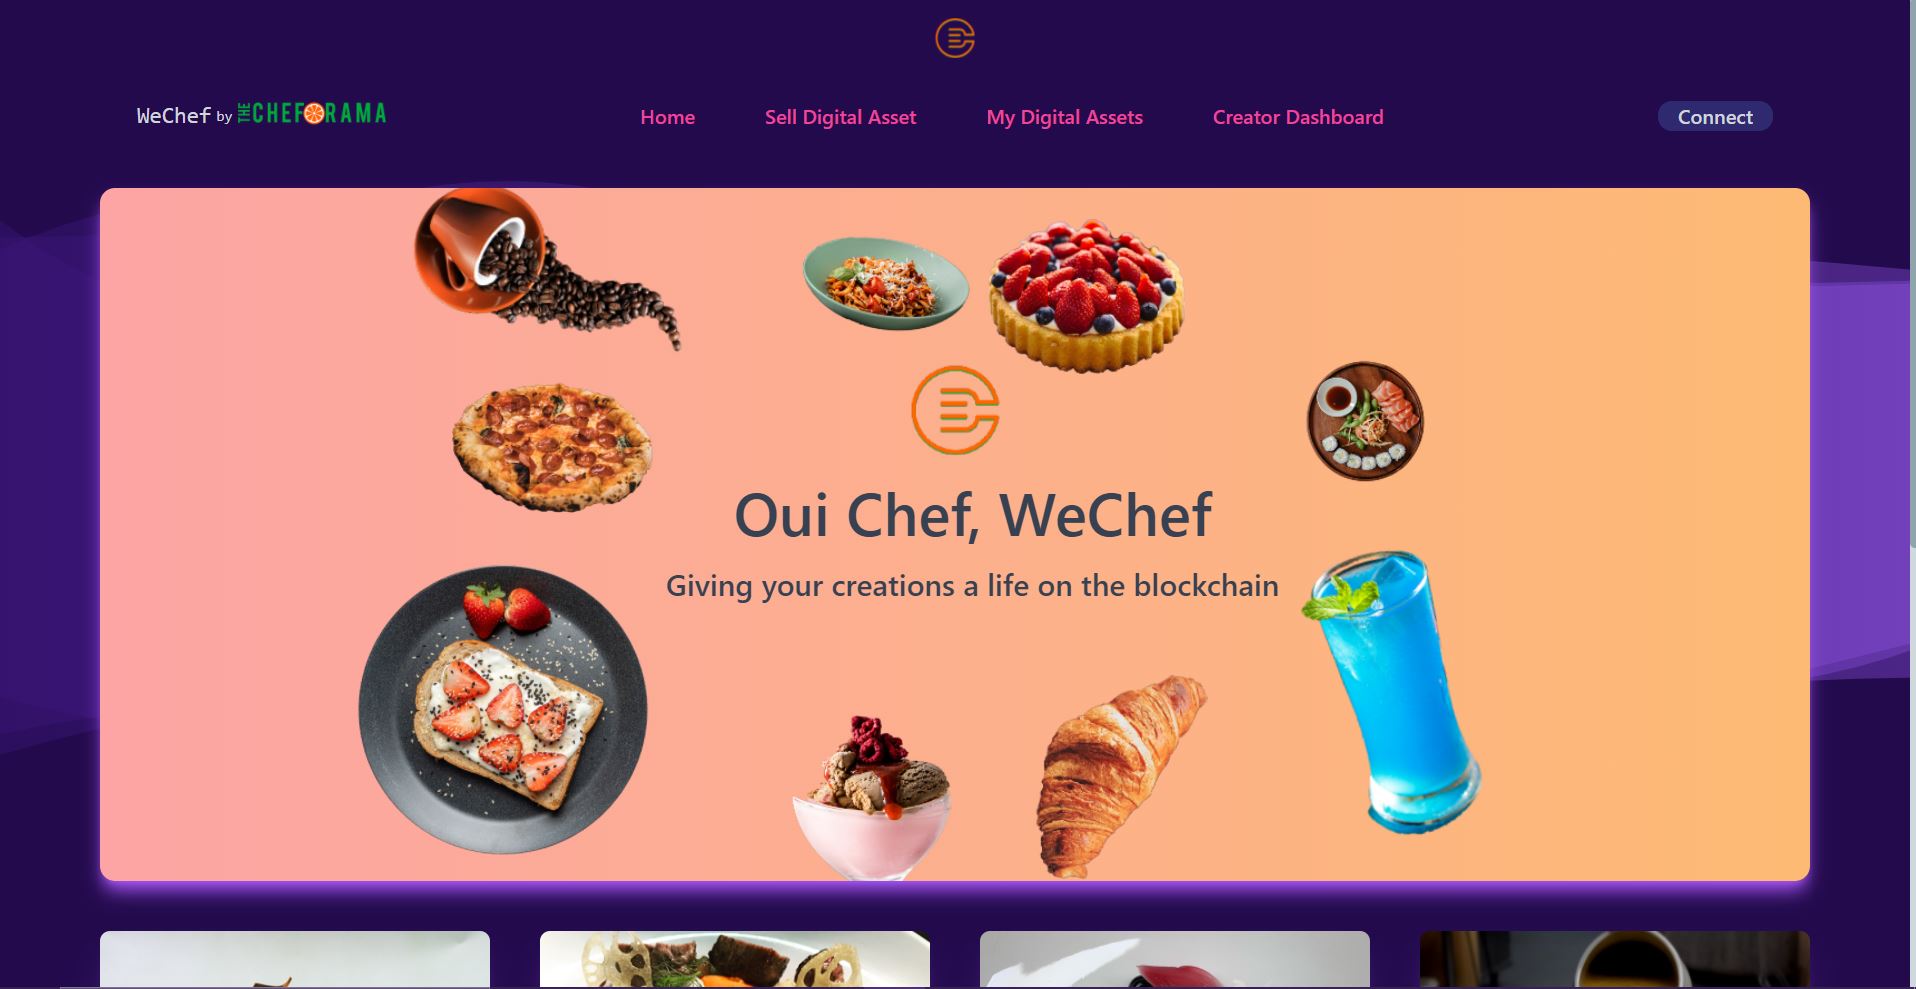 WeChef by THE CHEFORAMA
Home Sell Digital Asset My Digital Assets Creator Dashboard Connect
Oui Chef, WeChef
Giving your creations a life on the blockchain